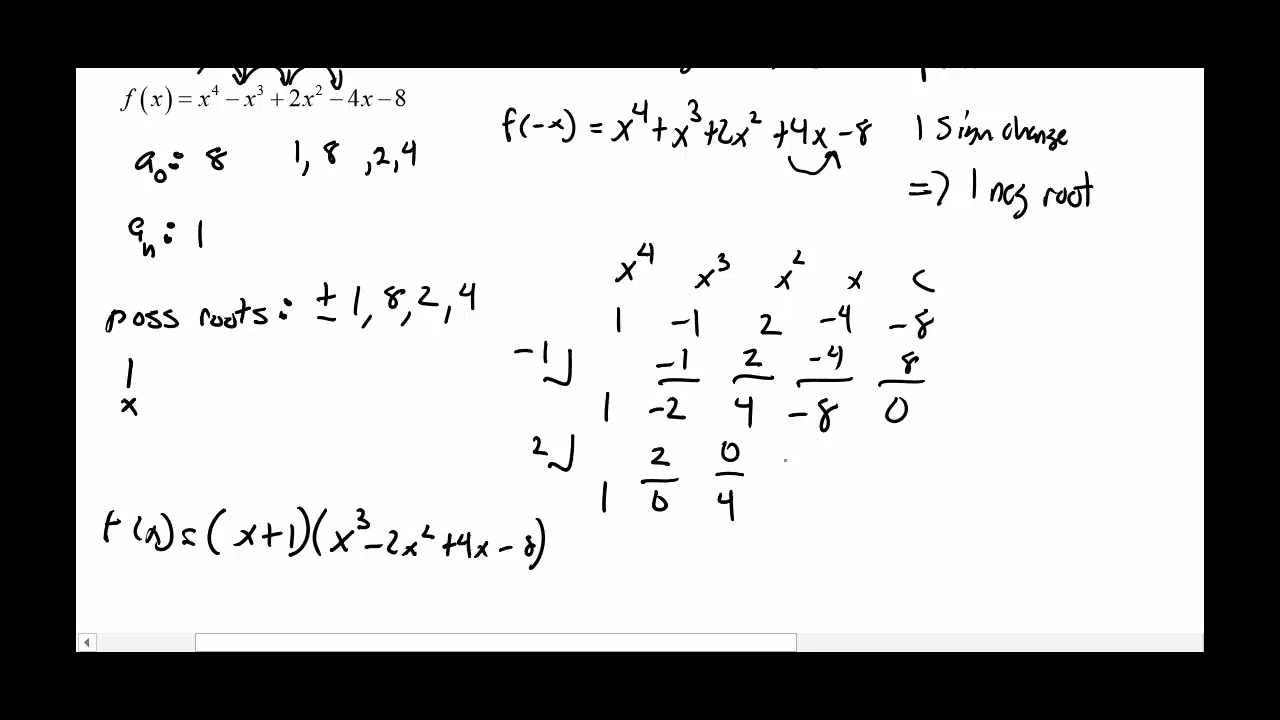 f(x) = x⁴ − x³ + 2x² − 4x − 8
f(-x) = x⁴ + x³ + 2x² + 4x - 8 1 Sign change
=> 1 neg root
a₀: 8 1, 8, 2, 4
aₙ: 1
poss roots: ± 1, 8, 2, 4
1
x
x⁴ x³ x² x C
1 -1 2 -4 -8
-1 -1 2 -4 8
1 -2 4 -8 0
2 2 0
1 0 4
f(x) = (x+1)(x³ - 2x² + 4x - 8)